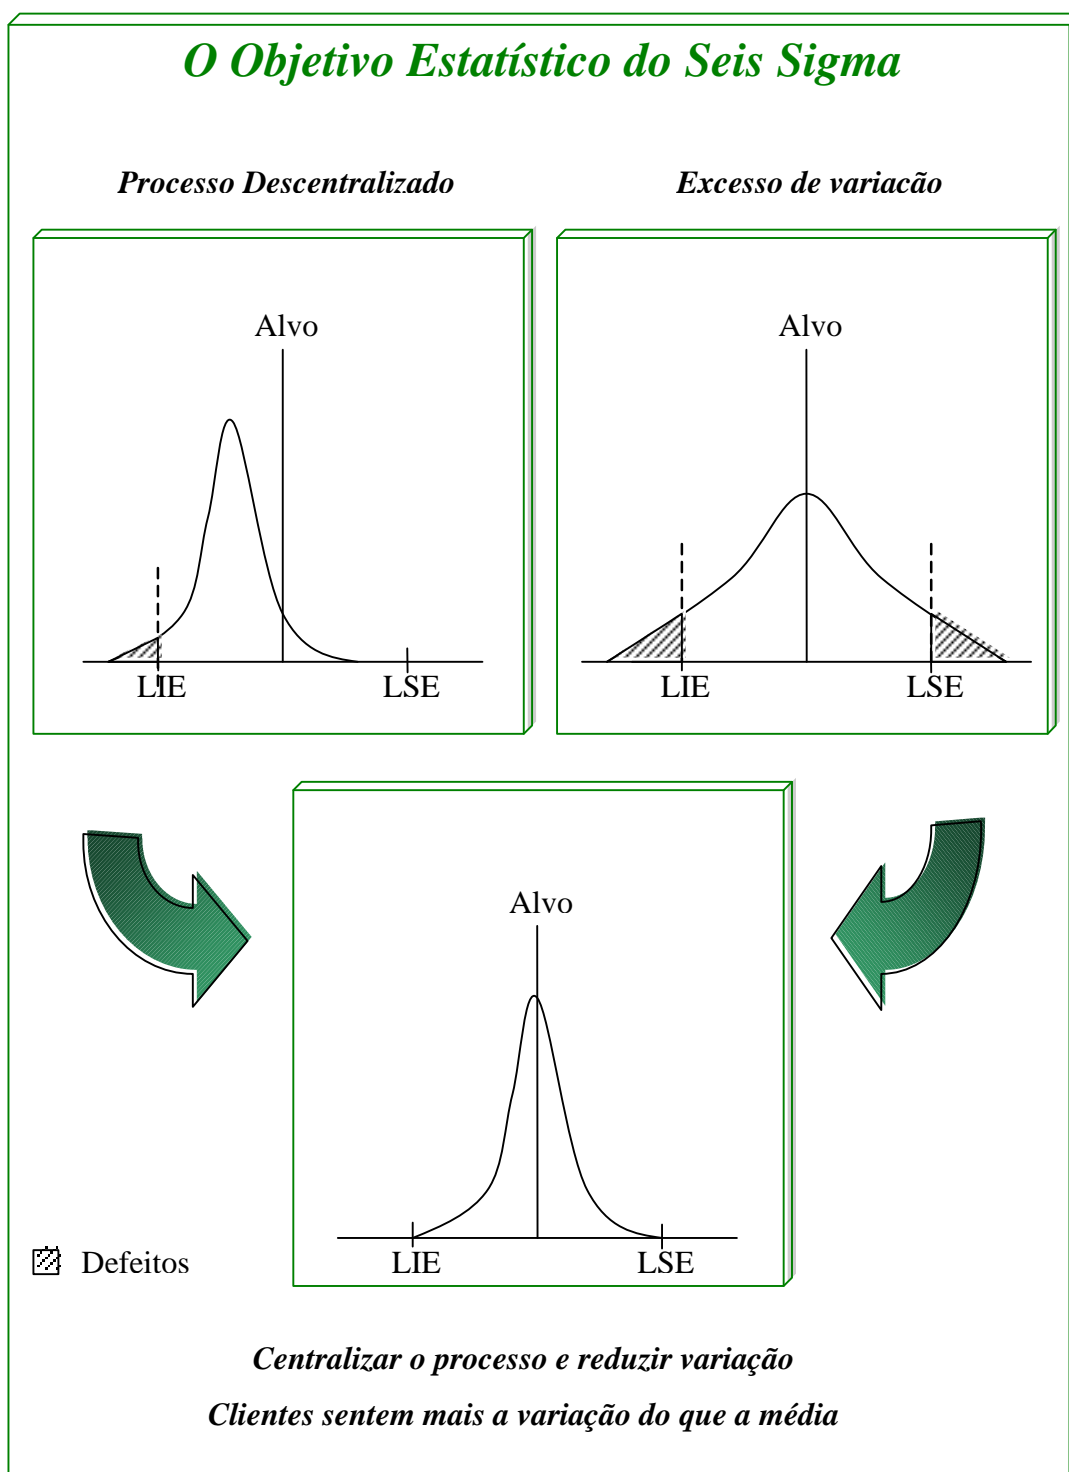 O Objetivo Estatístico do Seis Sigma
Processo Descentralizado
Excesso de variacão
Alvo
LIE
LSE
Alvo
LIE
LSE
Alvo
LIE
LSE
Defeitos
Centralizar o processo e reduzir variação
Clientes sentem mais a variação do que a média